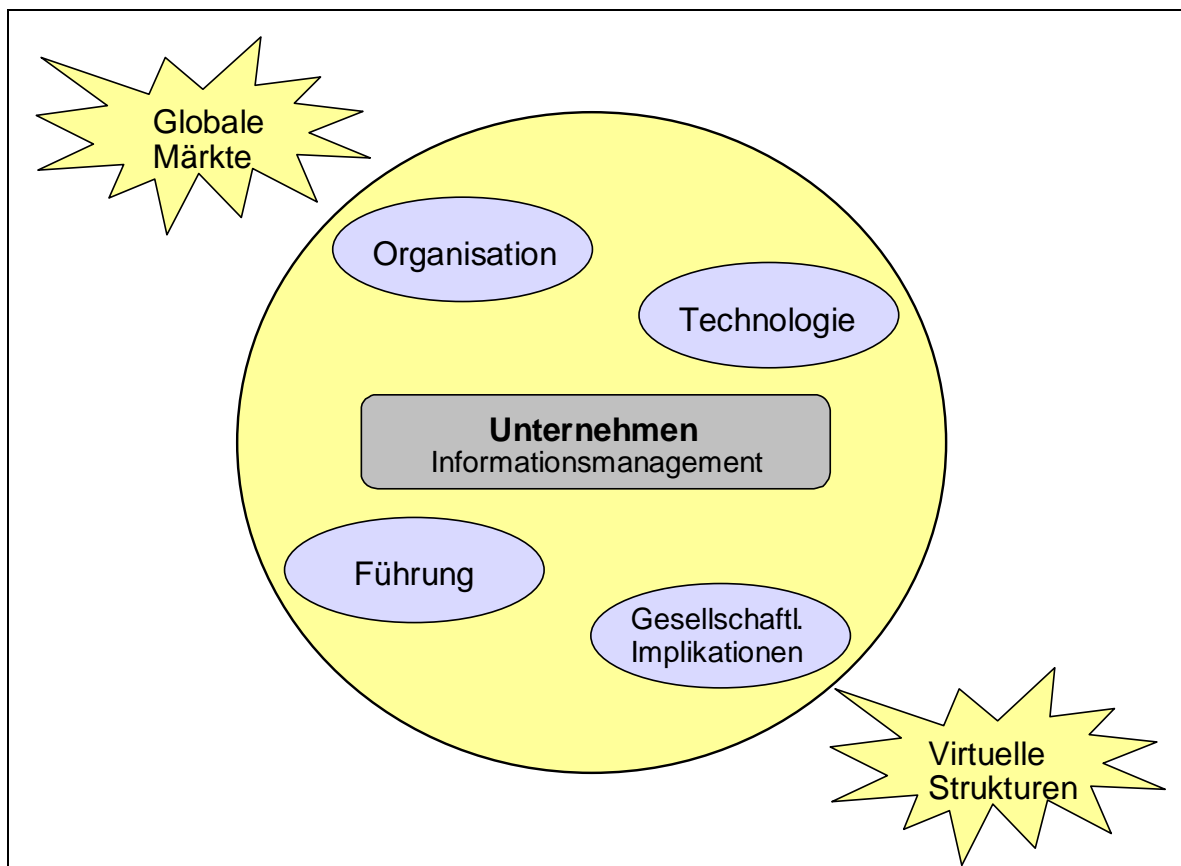 Globale
Märkte
Organisation
Technologie
Unternehmen
Informationsmanagement
Führung
Gesellschaftl.
Implikationen
Virtuelle
Strukturen